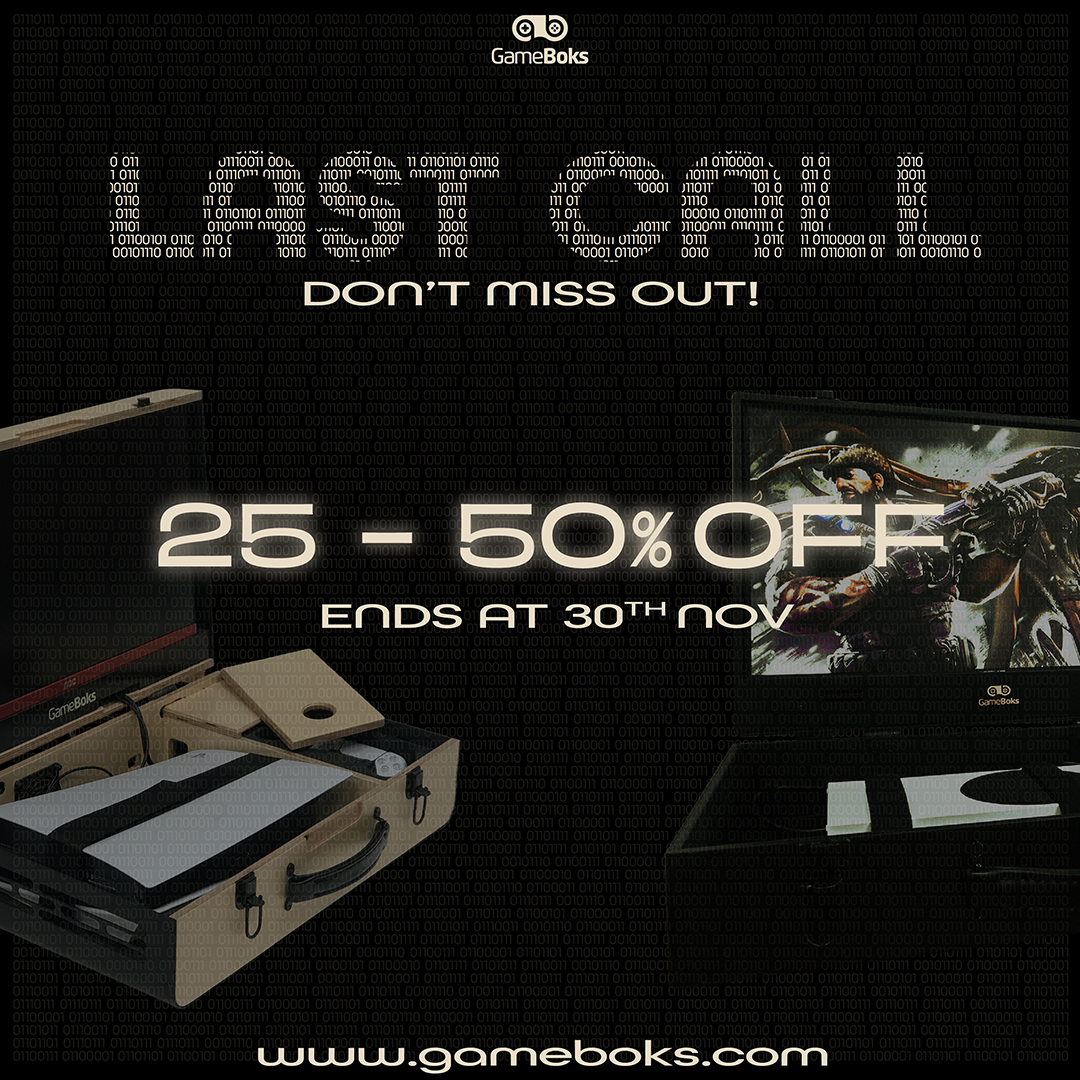 GameBoks
LAST CALL
DON'T MISS OUT!
25 - 50% OFF
ENDS AT 30TH NOV
GameBoks
GameBoks
www.gameboks.com